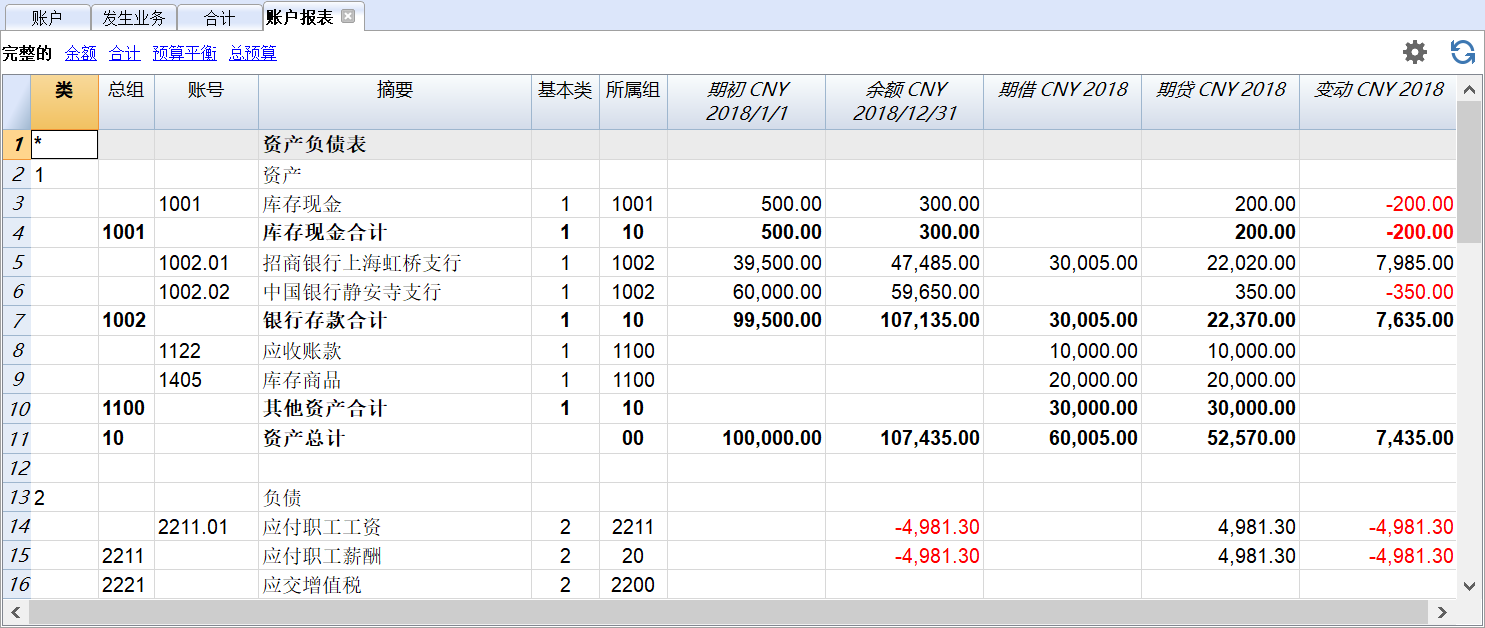 账户 发生业务 合计 账户报表
完整的 余额 合计 预算平衡 总预算
类 总组 账号 摘要 基本类 所属组 期初 CNY 余额 CNY 期借 CNY 2018 期贷 CNY 2018 变动 CNY 2018
2018/1/1 2018/12/31
1 * 资产负债表
2 1 资产
3 1001 库存现金 1 1001 500.00 300.00 200.00 -200.00
4 1001 库存现金合计 1 10 500.00 300.00 200.00 -200.00
5 1002.01 招商银行上海虹桥支行 1 1002 39,500.00 47,485.00 30,005.00 22,020.00 7,985.00
6 1002.02 中国银行静安寺支行 1 1002 60,000.00 59,650.00 350.00 -350.00
7 1002 银行存款合计 1 10 99,500.00 107,135.00 30,005.00 22,370.00 7,635.00
8 1122 应收账款 1 1100 10,000.00 10,000.00
9 1405 库存商品 1 1100 20,000.00 20,000.00
10 1100 其他资产合计 1 10 30,000.00 30,000.00
11 10 资产总计 00 100,000.00 107,435.00 60,005.00 52,570.00 7,435.00
12
13 2 负债
14 2211.01 应付职工工资 2 2211 -4,981.30 4,981.30 -4,981.30
15 2211 应付职工薪酬 2 20 -4,981.30 4,981.30 -4,981.30
16 2221 应交增值税 2 2200